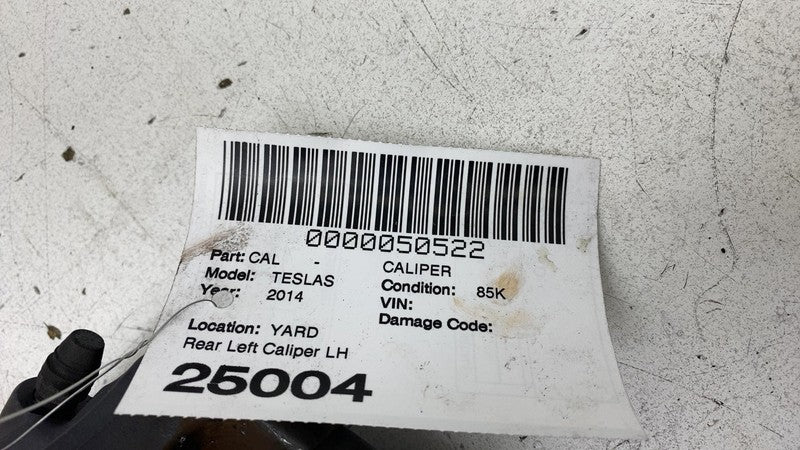 0000050522
Part: CAL - CALIPER
Model: TESLAS Condition: 85K
Year: 2014 VIN:
Damage Code:
Location: YARD
Rear Left Caliper LH
25004